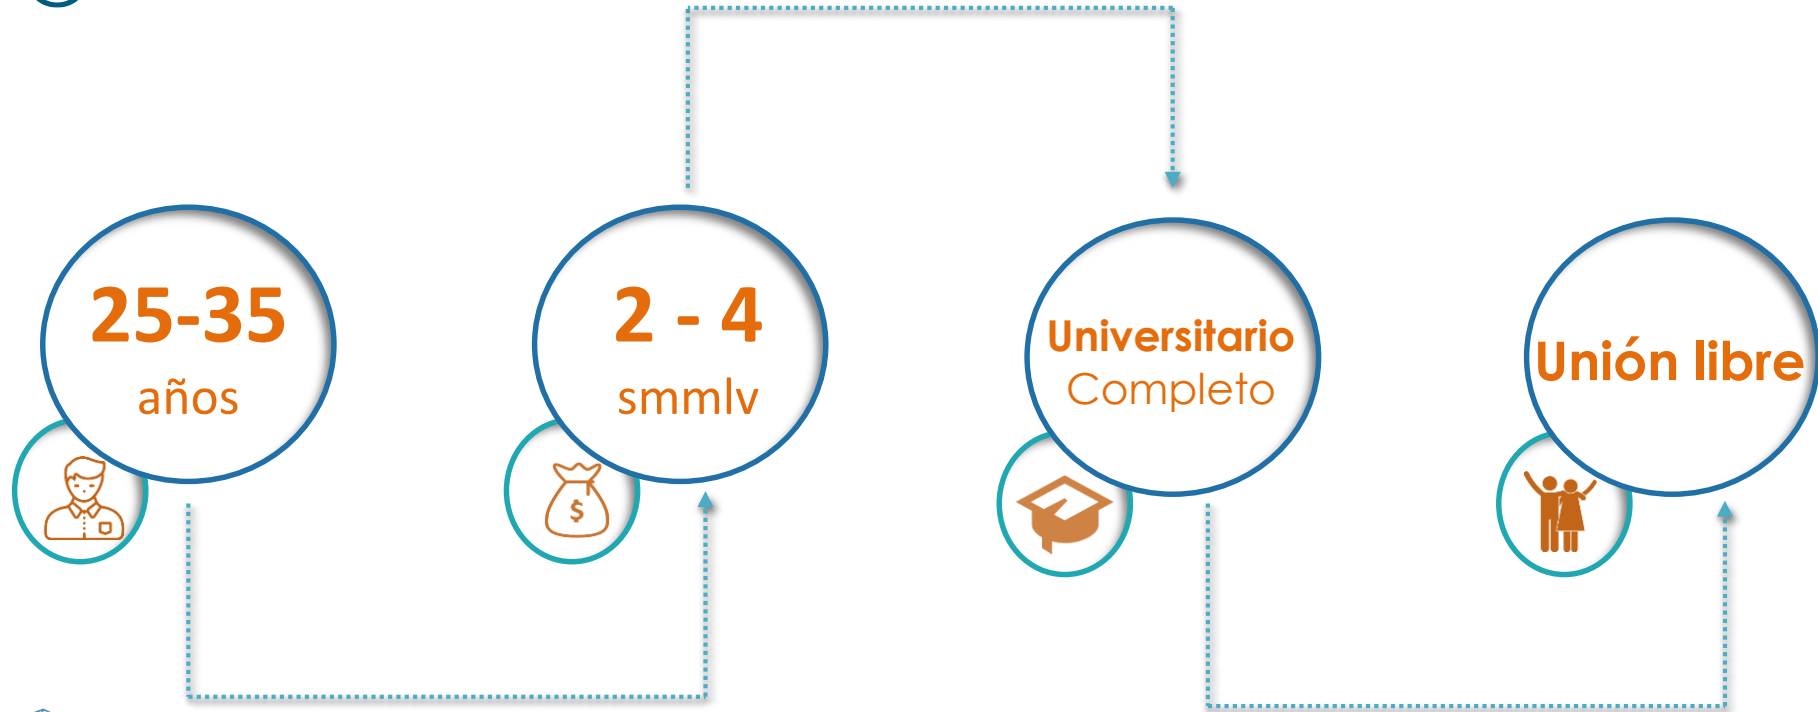 25-35
años
2 - 4
smmlv
Universitario
Completo
Unión libre
$